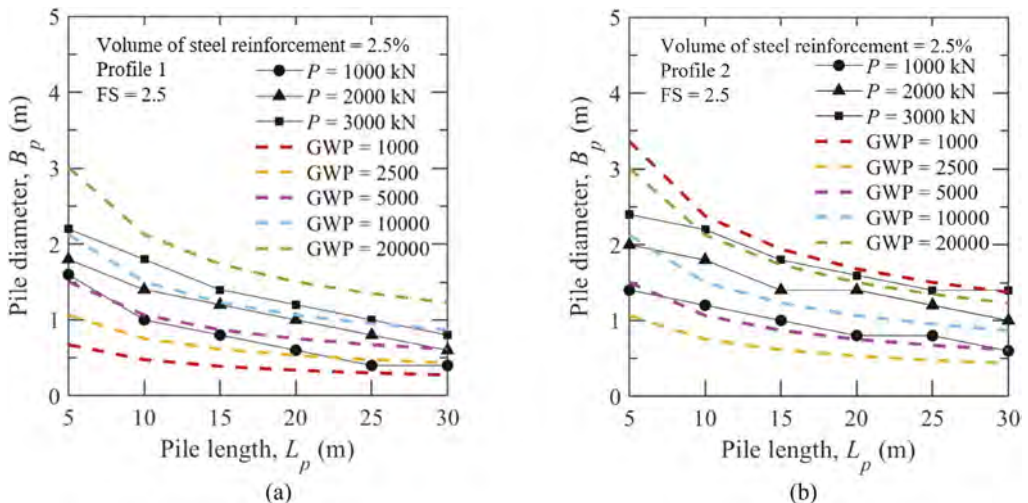 5
4
3
2
1
0
Pile diameter, B_p (m)
Volume of steel reinforcement = 2.5%
Profile 1
FS = 2.5
P = 1000 kN
P = 2000 kN
P = 3000 kN
GWP = 1000
GWP = 2500
GWP = 5000
GWP = 10000
GWP = 20000
5 10 15 20 25 30
Pile length, L_p (m)
(a)
5
4
3
2
1
0
Pile diameter, B_p (m)
Volume of steel reinforcement = 2.5%
Profile 2
FS = 2.5
P = 1000 kN
P = 2000 kN
P = 3000 kN
GWP = 1000
GWP = 2500
GWP = 5000
GWP = 10000
GWP = 20000
5 10 15 20 25 30
Pile length, L_p (m)
(b)